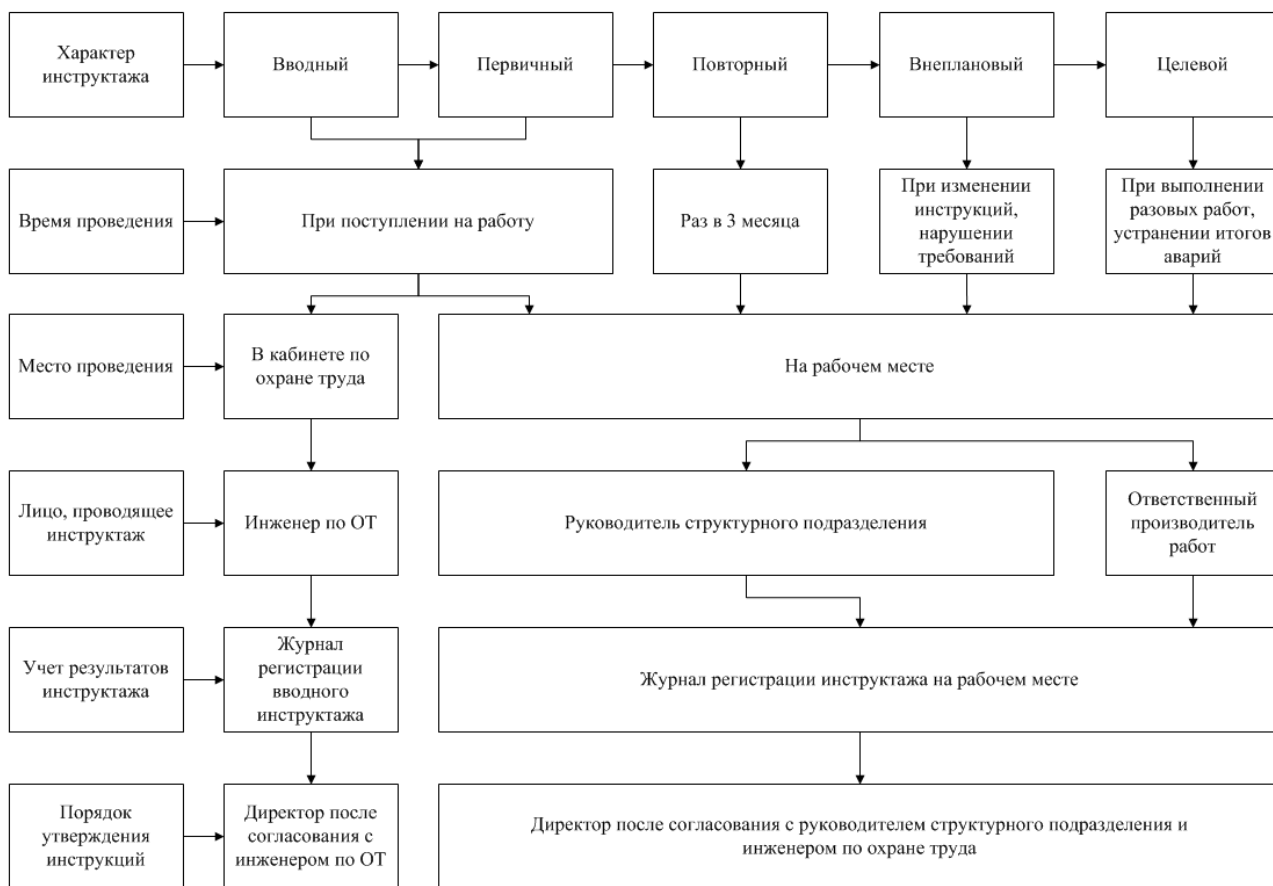 Характер
инструктажа
Вводный
Первичный
Повторный
Внеплановый
Целевой
Время проведения
При поступлении на работу
Раз в 3 месяца
При изменении
инструкций,
нарушении
требований
При выполнении
разовых работ,
устранении итогов
аварий
Место проведения
В кабинете по
охране труда
На рабочем месте
Лицо, проводящее
инструктаж
Инженер по ОТ
Руководитель структурного подразделения
Ответственный
производитель
работ
Учет результатов
инструктажа
Журнал
регистрации
вводного
инструктажа
Журнал регистрации инструктажа на рабочем месте
Порядок
утверждения
инструкций
Директор после
согласования с
инженером по ОТ
Директор после согласования с руководителем структурного подразделения и
инженером по охране труда